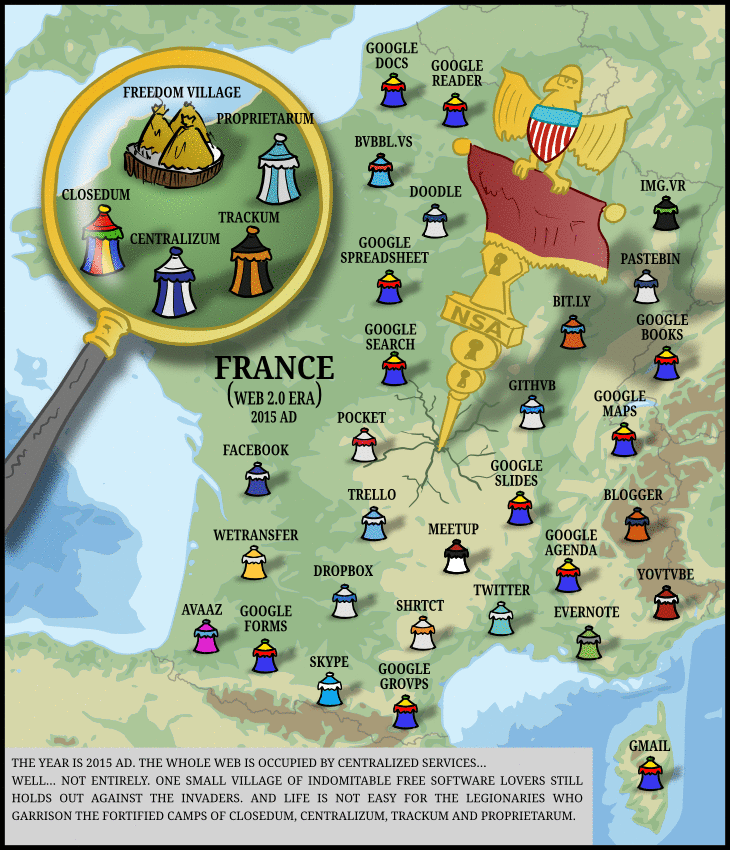 GOOGLE
DOCS
GOOGLE
READER
FREEDOM VILLAGE
PROPRIETARUM
BVBBL.VS
IMG.VR
DOODLE
CLOSEDUM
TRACKUM
CENTRALIZUM
GOOGLE
SPREADSHEET
PASTEBIN
BIT.LY
NSA
GOOGLE
BOOKS
GOOGLE
SEARCH
FRANCE
(WEB 2.0 ERA)
2015 AD
GITHVB
GOOGLE
MAPS
POCKET
FACEBOOK
GOOGLE
SLIDES
TRELLO
BLOGGER
WETRANSFER
MEETUP
GOOGLE
AGENDA
DROPBOX
YOVTVBE
TWITTER
AVAAZ
GOOGLE
FORMS
SHRTCT
EVERNOTE
SKYPE
GOOGLE
GROVPS
GMAIL
THE YEAR IS 2015 AD. THE WHOLE WEB IS OCCUPIED BY CENTRALIZED SERVICES...
WELL... NOT ENTIRELY. ONE SMALL VILLAGE OF INDOMITABLE FREE SOFTWARE LOVERS STILL
HOLDS OUT AGAINST THE INVADERS. AND LIFE IS NOT EASY FOR THE LEGIONARIES WHO
GARRISON THE FORTIFIED CAMPS OF CLOSEDUM, CENTRALIZUM, TRACKUM AND PROPRIETARUM.